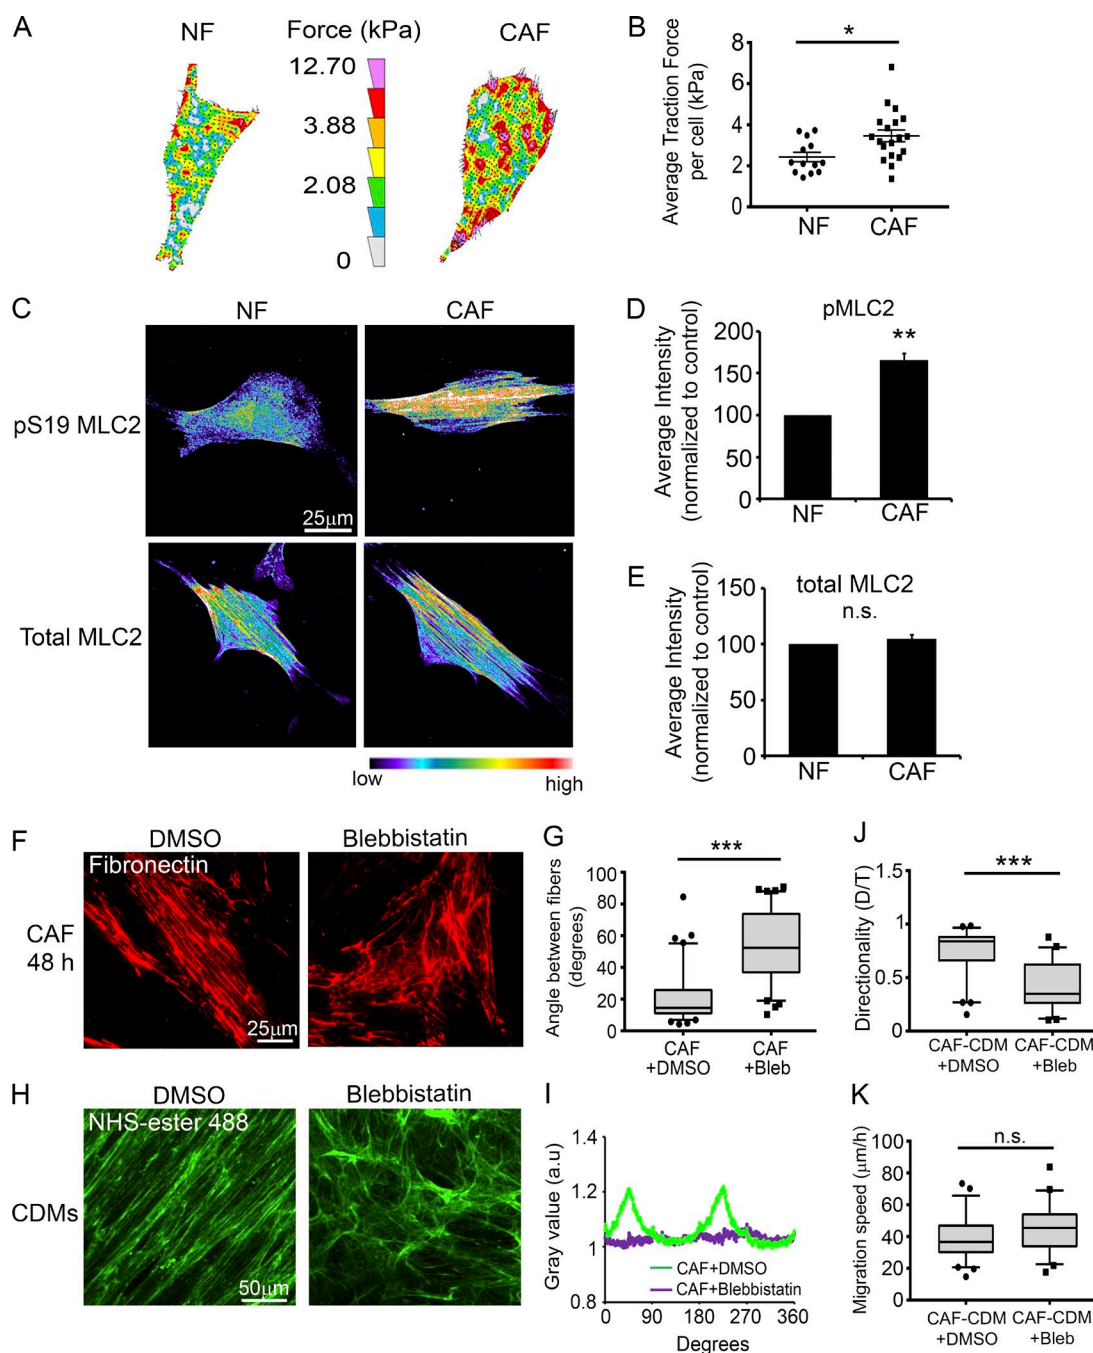 A
NF
Force (kPa)
CAF
12.70
3.88
2.08
0
B
Average Traction Force
per cell (kPa)
8
6
4
2
0
*
NF
CAF
C
NF
CAF
pS19 MLC2
25μm
Total MLC2
low
high
D
pMLC2
Average Intensity
(normalized to control)
200
150
100
50
0
**
NF
CAF
E
total MLC2
n.s.
Average Intensity
(normalized to control)
150
100
50
0
NF
CAF
F
DMSO
Blebbistatin
Fibronectin
CAF
48 h
25μm
G
***
Angle between fibers
(degrees)
100
80
60
40
20
0
CAF
+DMSO
CAF
+Bleb
J
***
Directionality (D/T)
1
0.5
0
CAF-CDM
+DMSO
CAF-CDM
+Bleb
H
DMSO
Blebbistatin
NHS-ester 488
CDMs
50μm
I
Gray value (a.u)
1.4
1.2
1
0.8
CAF+DMSO
CAF+Blebbistatin
0
90
180
270
360
Degrees
K
n.s.
Migration speed (μm/h)
100
80
60
40
20
0
CAF-CDM
+DMSO
CAF-CDM
+Bleb